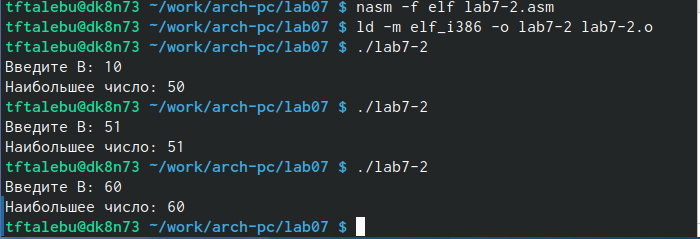 tftalebu@dk8n73 ~/work/arch-pc/lab07 $ nasm -f elf lab7-2.asm
tftalebu@dk8n73 ~/work/arch-pc/lab07 $ ld -m elf_i386 -o lab7-2 lab7-2.o
tftalebu@dk8n73 ~/work/arch-pc/lab07 $ ./lab7-2
Введите B: 10
Наибольшее число: 50
tftalebu@dk8n73 ~/work/arch-pc/lab07 $ ./lab7-2
Введите B: 51
Наибольшее число: 51
tftalebu@dk8n73 ~/work/arch-pc/lab07 $ ./lab7-2
Введите B: 60
Наибольшее число: 60
tftalebu@dk8n73 ~/work/arch-pc/lab07 $